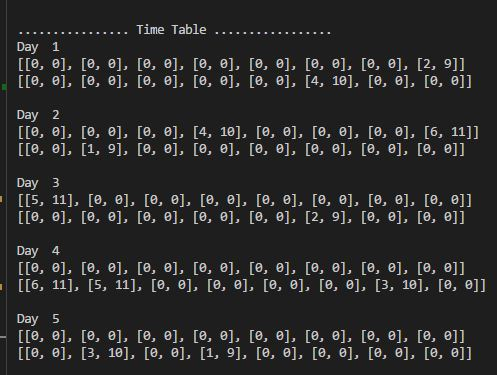 ................ Time Table .................
Day  1
[[0, 0], [0, 0], [0, 0], [0, 0], [0, 0], [0, 0], [0, 0], [2, 9]]
[[0, 0], [0, 0], [0, 0], [0, 0], [0, 0], [4, 10], [0, 0], [0, 0]]
Day  2
[[0, 0], [0, 0], [0, 0], [4, 10], [0, 0], [0, 0], [0, 0], [6, 11]]
[[0, 0], [1, 9], [0, 0], [0, 0], [0, 0], [0, 0], [0, 0], [0, 0]]
Day  3
[[5, 11], [0, 0], [0, 0], [0, 0], [0, 0], [0, 0], [0, 0], [0, 0]]
[[0, 0], [0, 0], [0, 0], [0, 0], [0, 0], [2, 9], [0, 0], [0, 0]]
Day  4
[[0, 0], [0, 0], [0, 0], [0, 0], [0, 0], [0, 0], [0, 0], [0, 0]]
[[6, 11], [5, 11], [0, 0], [0, 0], [0, 0], [0, 0], [3, 10], [0, 0]]
Day  5
[[0, 0], [0, 0], [0, 0], [0, 0], [0, 0], [0, 0], [0, 0], [0, 0]]
[[0, 0], [3, 10], [0, 0], [1, 9], [0, 0], [0, 0], [0, 0], [0, 0]]